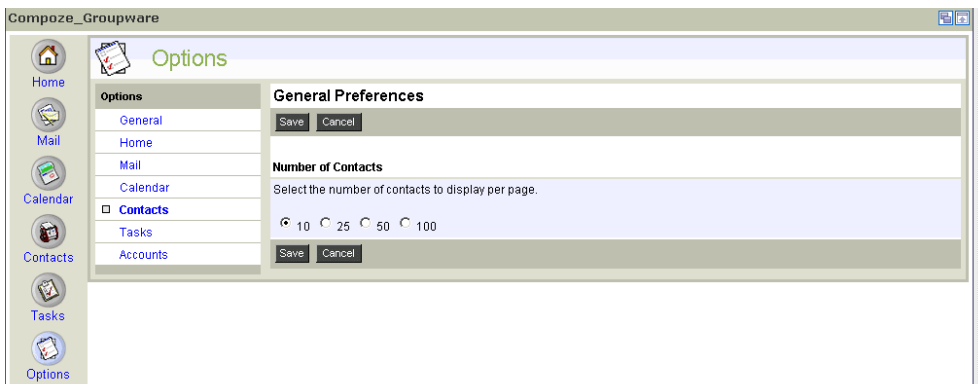 Compoze_Groupware
Home
Mail
Calendar
Contacts
Tasks
Options
Options
Options
General
Home
Mail
Calendar
Contacts
Tasks
Accounts
General Preferences
Save Cancel
Number of Contacts
Select the number of contacts to display per page.
10 25 50 100
Save Cancel